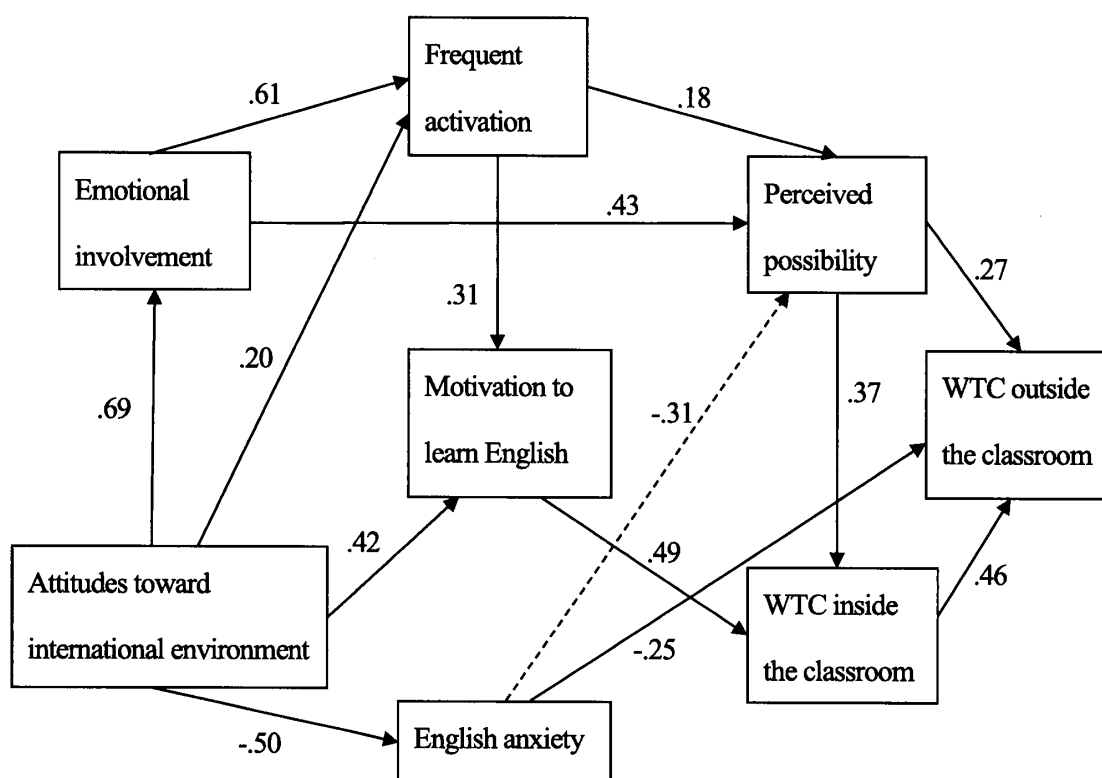 Frequent
activation
.61
.18
Emotional
involvement
Perceived
possibility
.43
.27
.31
.20
Motivation to
learn English
WTC outside
the classroom
.69
-.31
.37
.42
.49
.46
Attitudes toward
international environment
WTC inside
the classroom
-.25
-.50
English anxiety